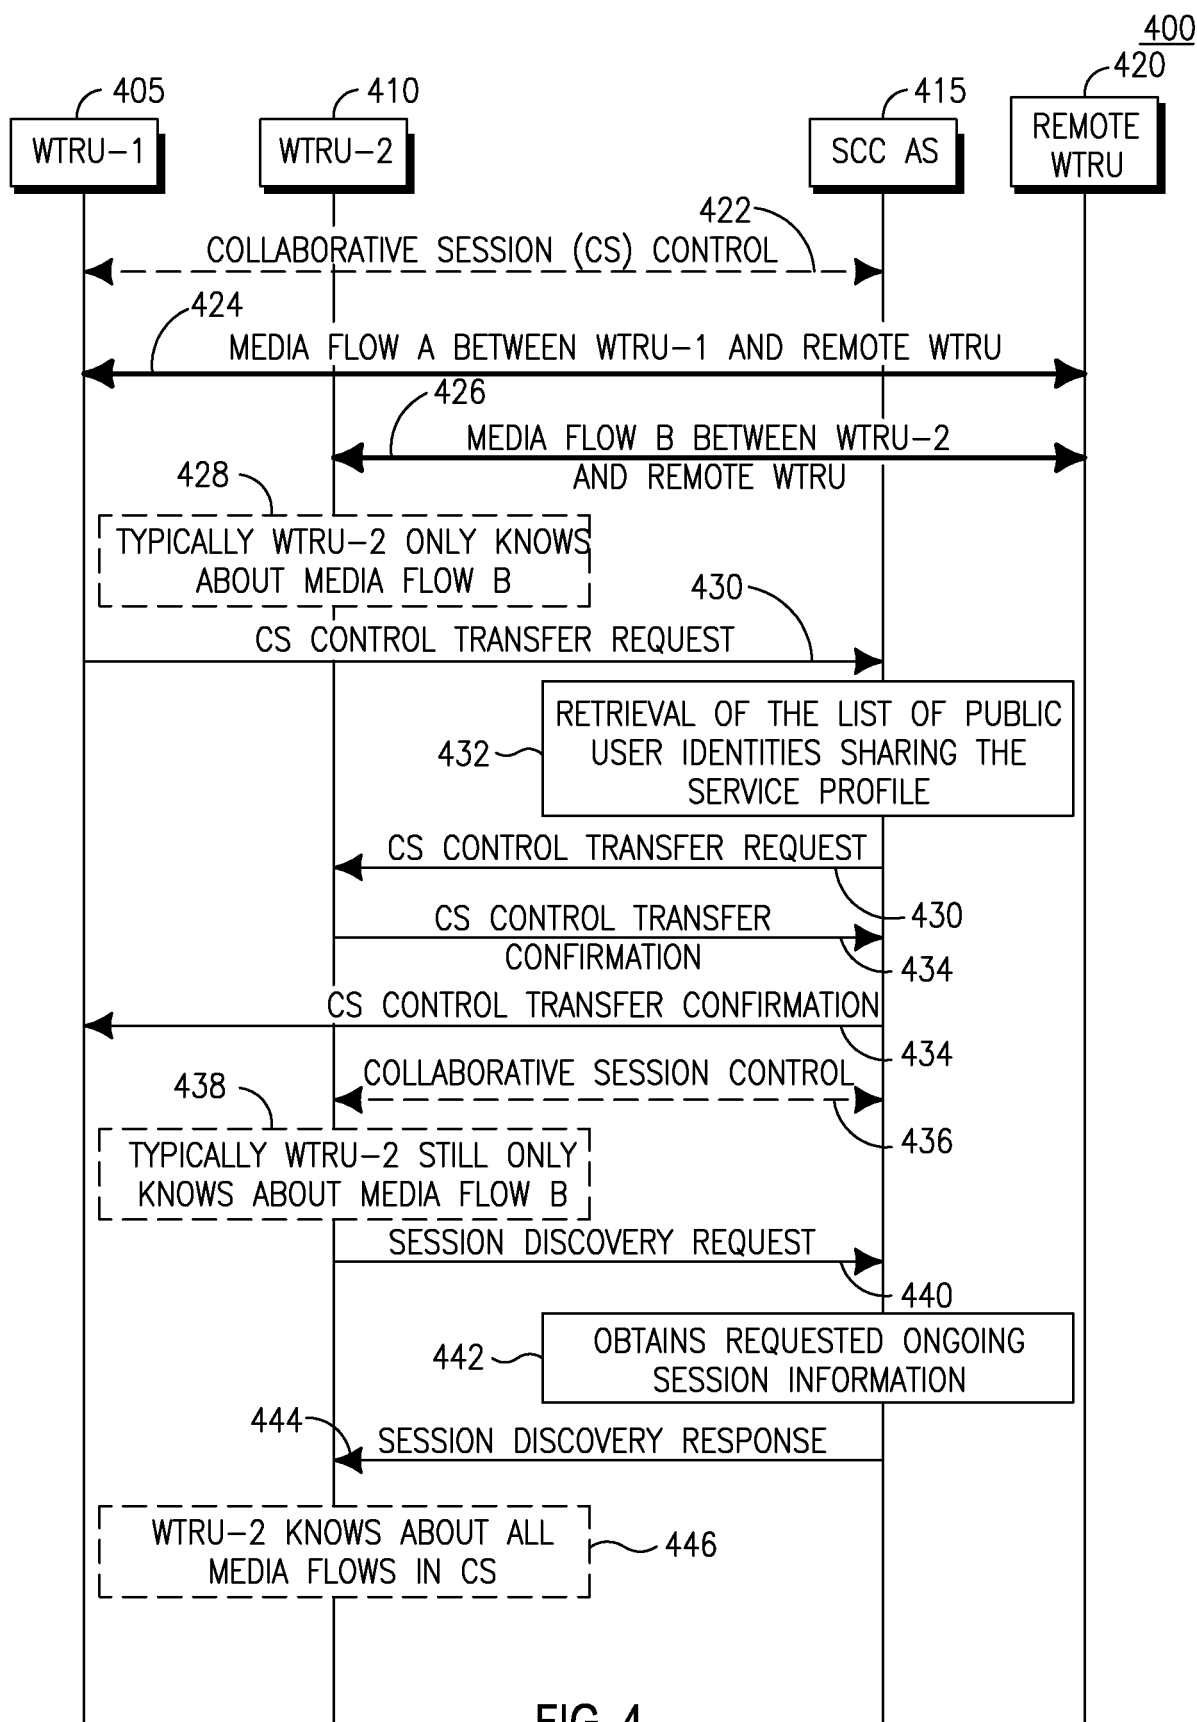 400
405
410
415
420
WTRU-1
WTRU-2
SCC AS
REMOTE
WTRU
422
COLLABORATIVE SESSION (CS) CONTROL
424
MEDIA FLOW A BETWEEN WTRU-1 AND REMOTE WTRU
426
MEDIA FLOW B BETWEEN WTRU-2
AND REMOTE WTRU
428
TYPICALLY WTRU-2 ONLY KNOWS
ABOUT MEDIA FLOW B
430
CS CONTROL TRANSFER REQUEST
432
RETRIEVAL OF THE LIST OF PUBLIC
USER IDENTITIES SHARING THE
SERVICE PROFILE
CS CONTROL TRANSFER REQUEST
430
CS CONTROL TRANSFER
CONFIRMATION
434
CS CONTROL TRANSFER CONFIRMATION
434
COLLABORATIVE SESSION CONTROL
436
438
TYPICALLY WTRU-2 STILL ONLY
KNOWS ABOUT MEDIA FLOW B
SESSION DISCOVERY REQUEST
440
442
OBTAINS REQUESTED ONGOING
SESSION INFORMATION
444
SESSION DISCOVERY RESPONSE
WTRU-2 KNOWS ABOUT ALL
MEDIA FLOWS IN CS
446
FIG. 4